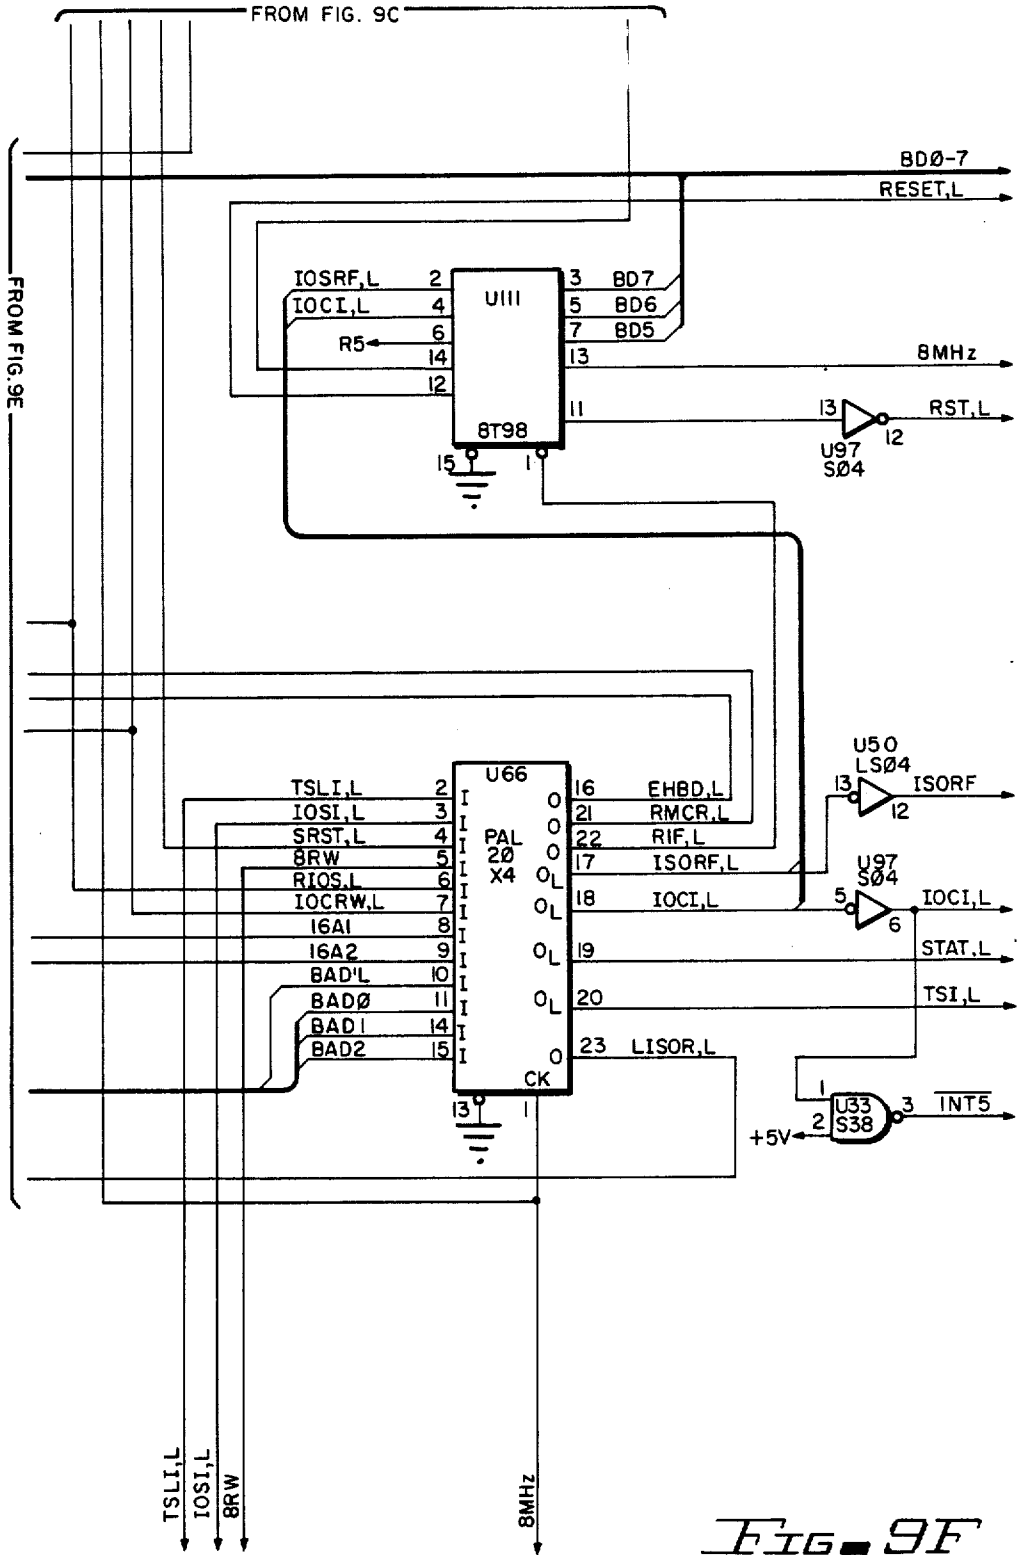 FROM FIG. 9C
FROM FIG. 9E
BDØ-7
RESET,L
IOSRF,L 2 U111 3 BD7
IOCI,L 4 5 BD6
R5 6 7 BD5
14 13 8MHz
12
11 13 RST,L
8T98 12
15 1 U97
SØ4
U50
LSØ4
U66
TSLI,L 2 I O 16 EHBD,L 13 12 ISORF
IOSI,L 3 I O 21 RMCR,L
SRST,L 4 I PAL O 22 RIF,L
8RW 5 I 2Ø OL 17 ISORF,L U97
RIOS,L 6 I X4 SØ4
IOCRW,L 7 I OL 18 IOCI,L 5 6 IOCI,L
16A1 8 I
16A2 9 I OL 19 STAT,L
BAD'L 10 I
BADØ 11 I OL 20 TSI,L
BAD1 14 I
BAD2 15 I O 23 LISOR,L
CK
13 1
1 U33 3 INT5
+5V 2 S38
TSLI,L
IOSI,L
8RW
8MHz
FIG. 9F